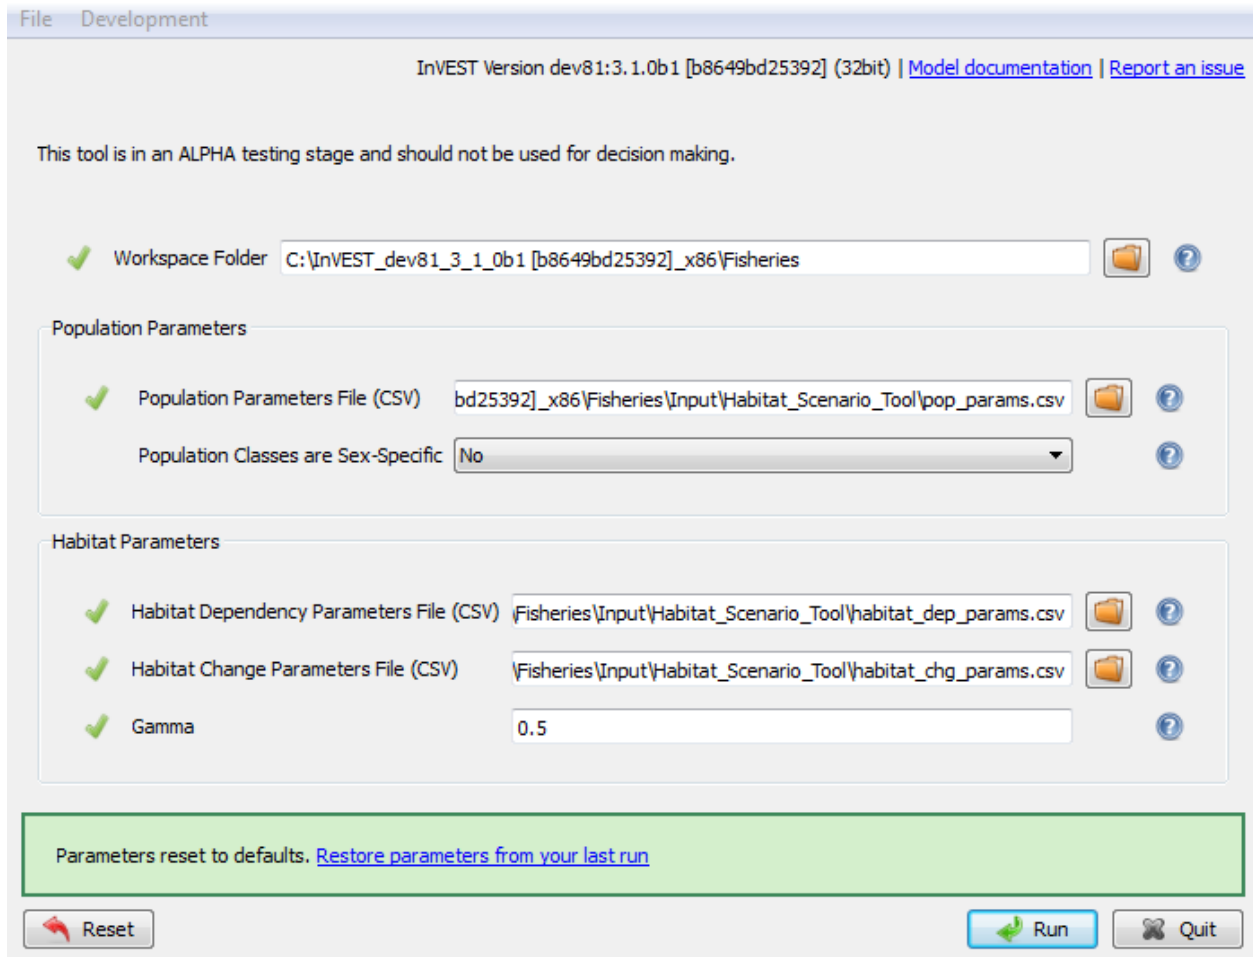 File Development
InVEST Version dev81:3.1.0b1 [b8649bd25392] (32bit) | Model documentation | Report an issue
This tool is in an ALPHA testing stage and should not be used for decision making.
Workspace Folder C:\InVEST_dev81_3_1_0b1 [b8649bd25392]_x86\Fisheries
Population Parameters
Population Parameters File (CSV) bd25392]_x86\Fisheries\Input\Habitat_Scenario_Tool\pop_params.csv
Population Classes are Sex-Specific No
Habitat Parameters
Habitat Dependency Parameters File (CSV) \Fisheries\Input\Habitat_Scenario_Tool\habitat_dep_params.csv
Habitat Change Parameters File (CSV) \Fisheries\Input\Habitat_Scenario_Tool\habitat_chg_params.csv
Gamma 0.5
Parameters reset to defaults. Restore parameters from your last run
Reset Run Quit